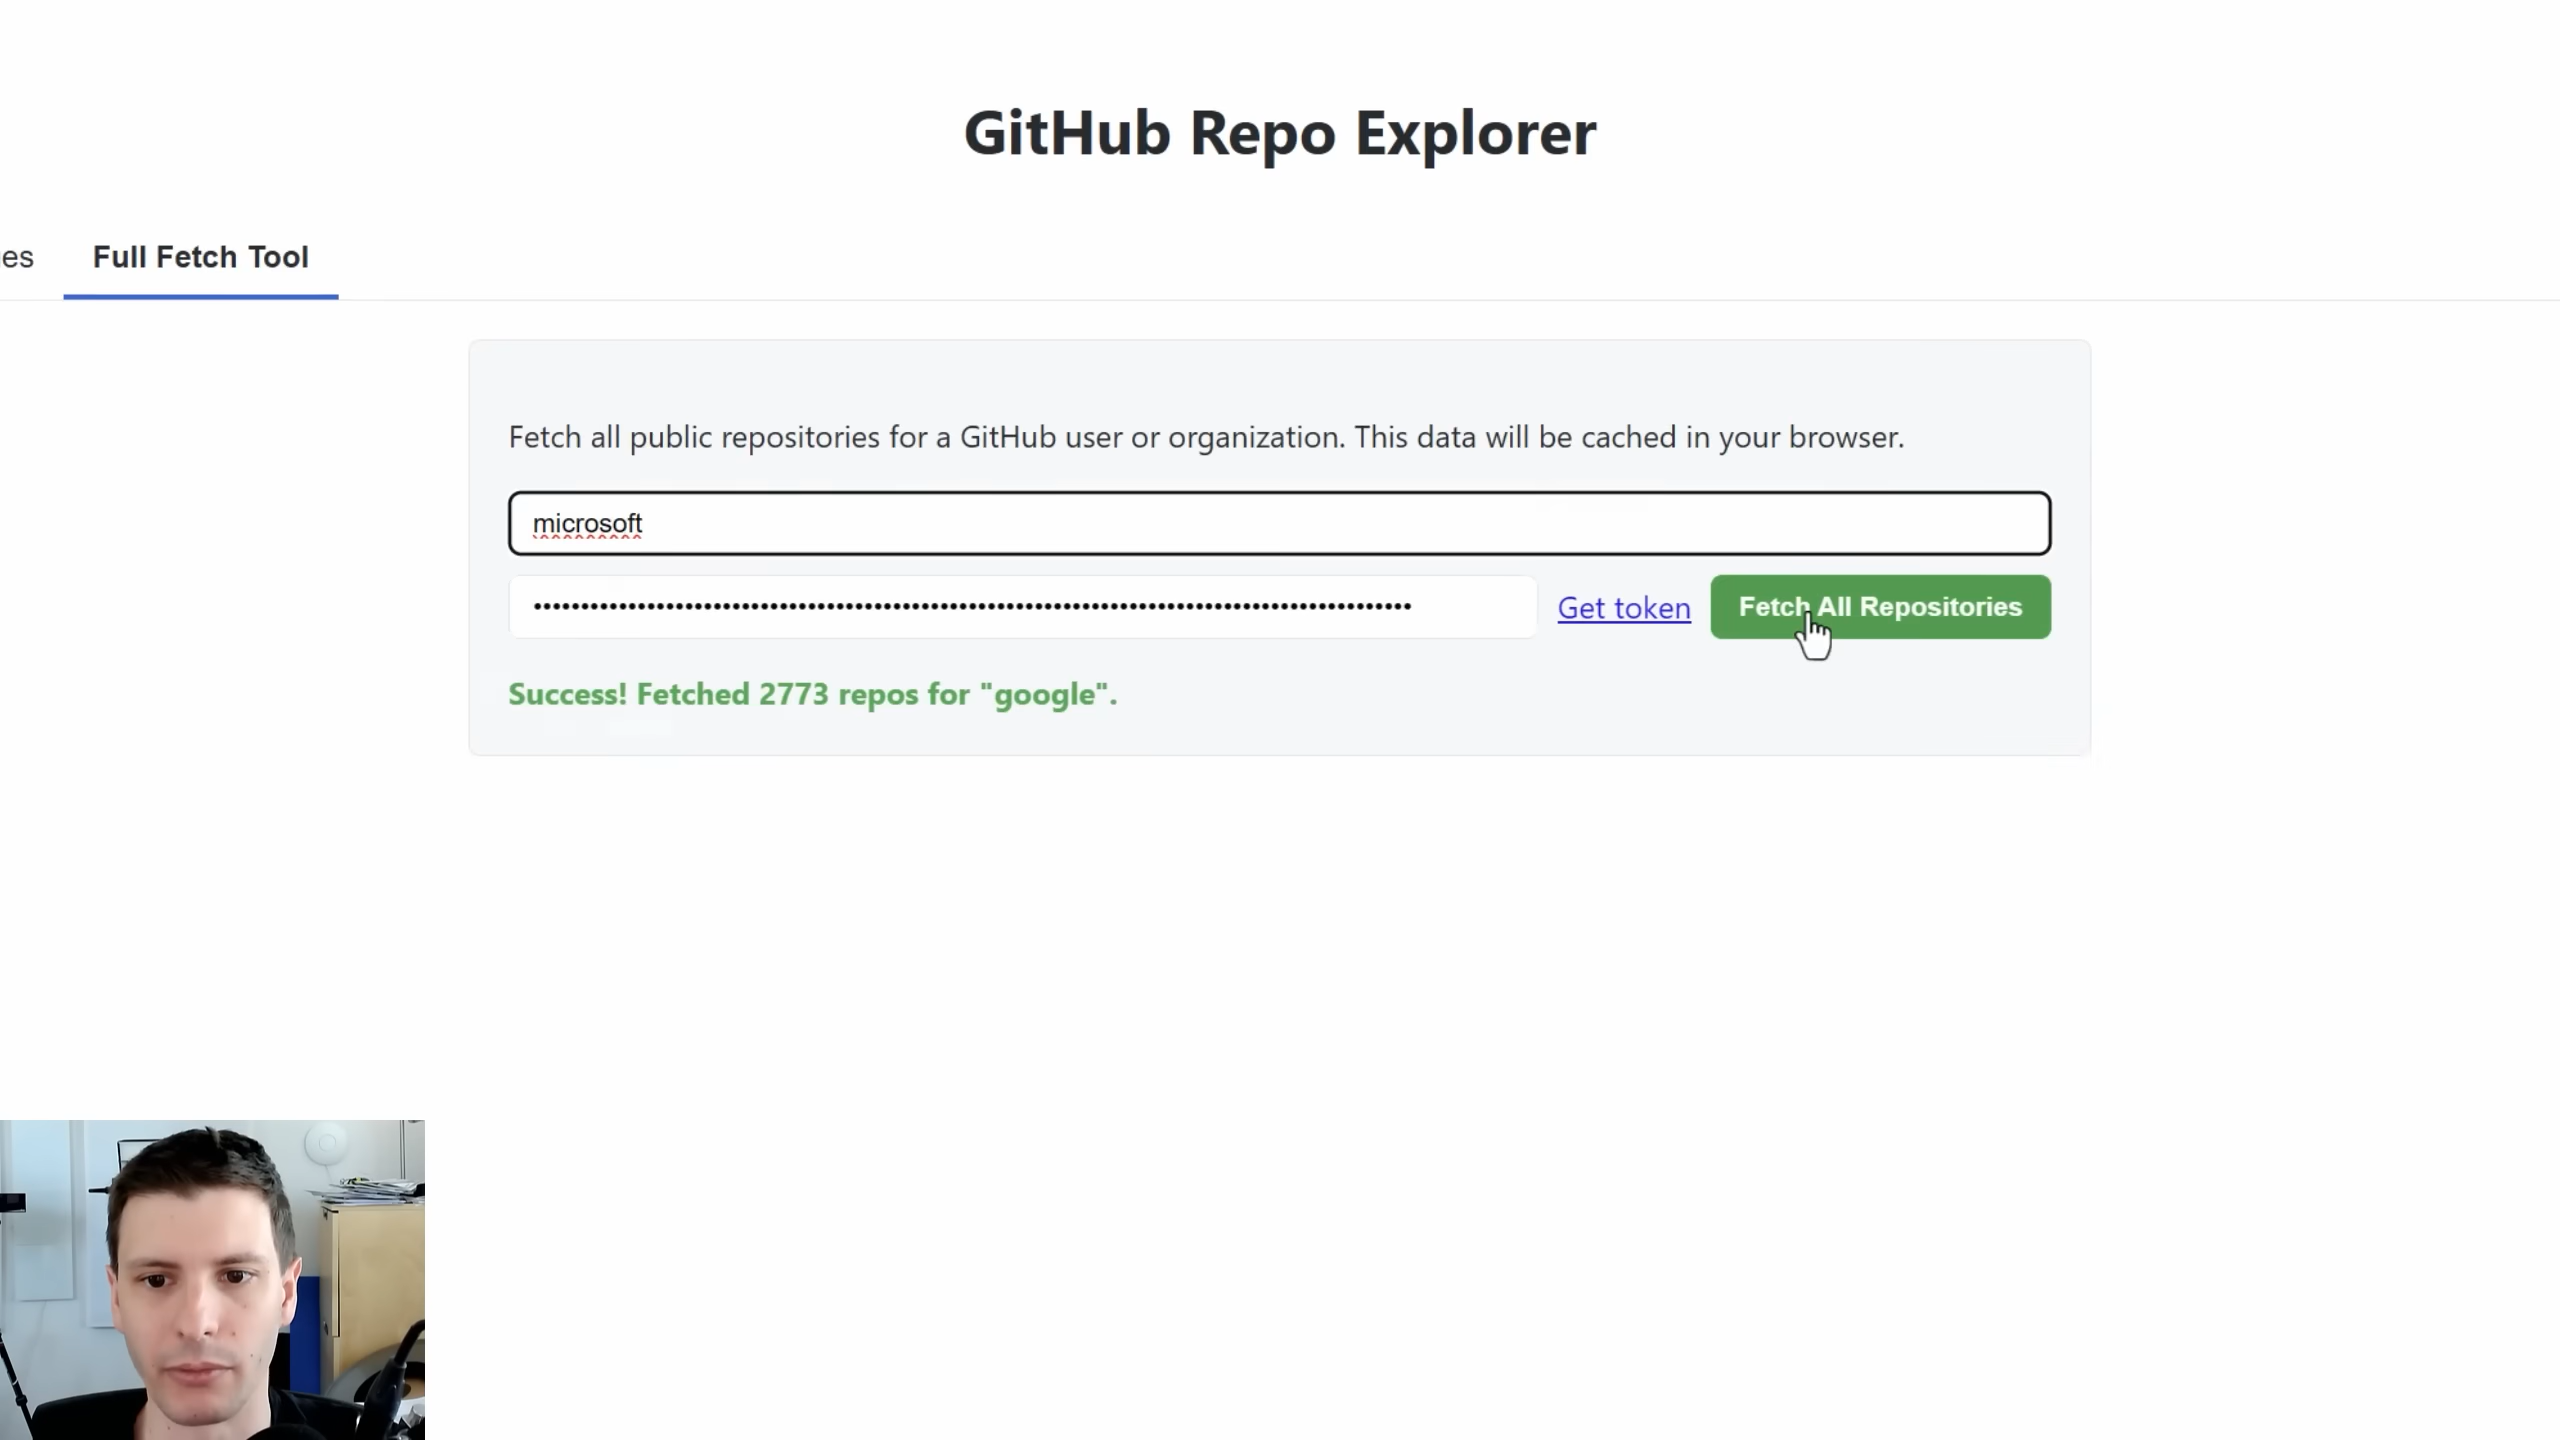 GitHub Repo Explorer
es
Full Fetch Tool
Fetch all public repositories for a GitHub user or organization. This data will be cached in your browser.
microsoft
Get token
Fetch All Repositories
Success! Fetched 2773 repos for "google".